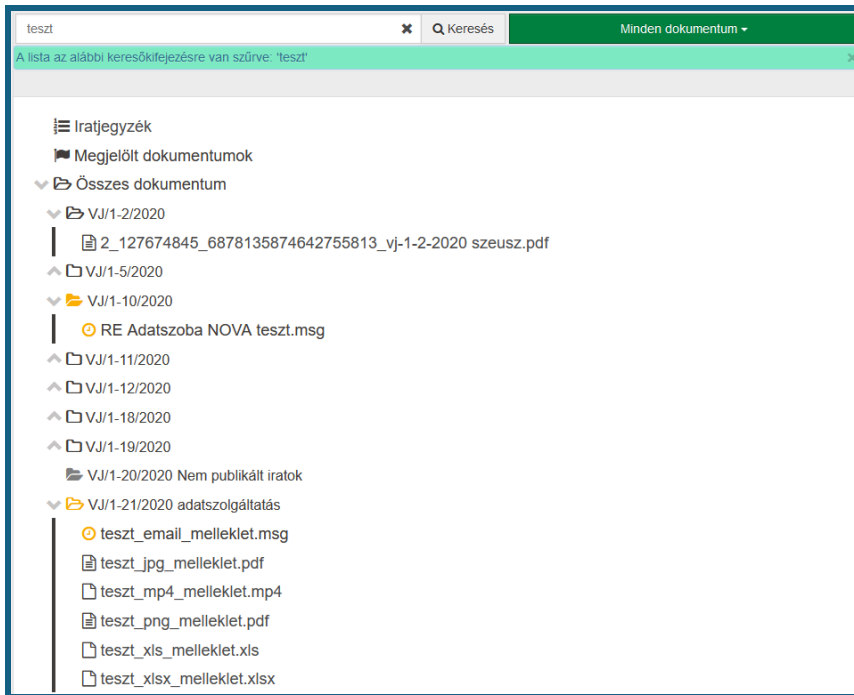 teszt Keresés Minden dokumentum
A lista az alábbi keresőkifejezésre van szűrve: 'teszt'
Iratjegyzék
Megjelölt dokumentumok
Összes dokumentum
VJ/1-2/2020
2_127674845_6878135874642755813_vj-1-2-2020 szeusz.pdf
VJ/1-5/2020
VJ/1-10/2020
RE Adatszoba NOVA teszt.msg
VJ/1-11/2020
VJ/1-12/2020
VJ/1-18/2020
VJ/1-19/2020
VJ/1-20/2020 Nem publikált iratok
VJ/1-21/2020 adatszolgáltatás
teszt_email_melleklet.msg
teszt_jpg_melleklet.pdf
teszt_mp4_melleklet.mp4
teszt_png_melleklet.pdf
teszt_xls_melleklet.xls
teszt_xlsx_melleklet.xlsx